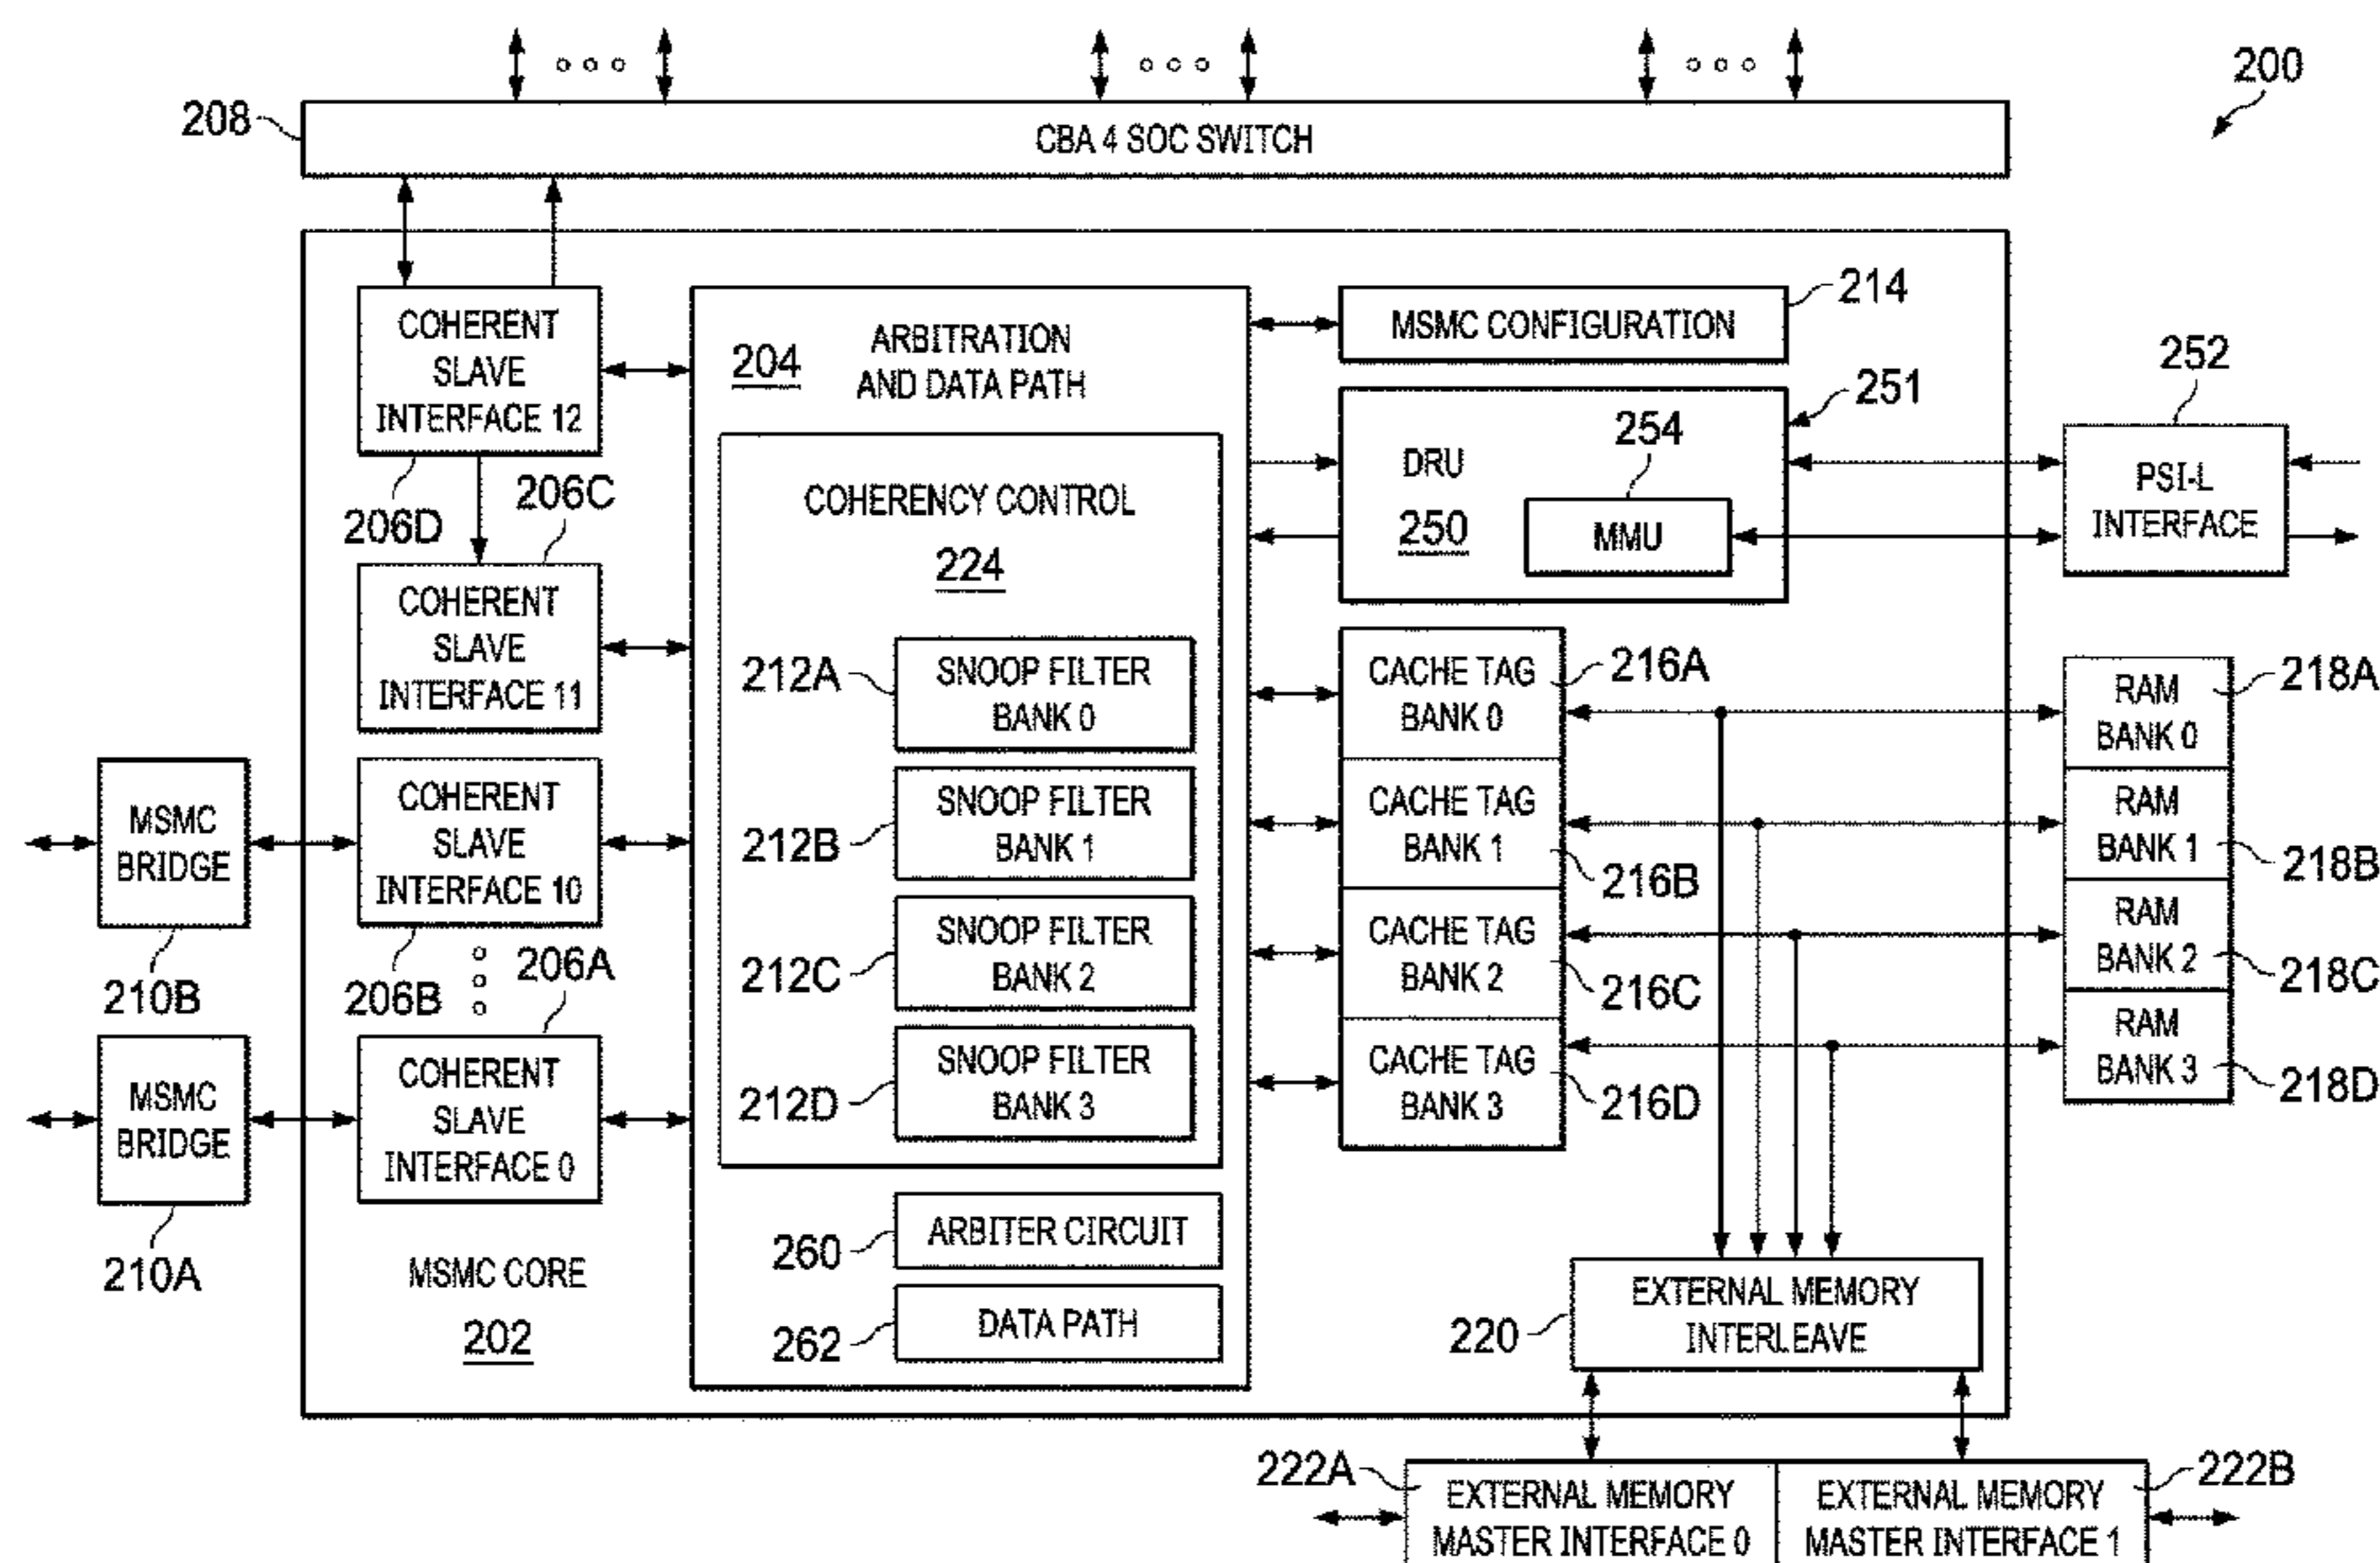 200
208
CBA 4 SOC SWITCH
COHERENT
SLAVE
INTERFACE 12
206D
206C
COHERENT
SLAVE
INTERFACE 11
MSMC
BRIDGE
210B
COHERENT
SLAVE
INTERFACE 10
206B
206A
MSMC
BRIDGE
210A
COHERENT
SLAVE
INTERFACE 0
MSMC CORE
202
204
ARBITRATION
AND DATA PATH
COHERENCY CONTROL
224
212A
SNOOP FILTER
BANK 0
212B
SNOOP FILTER
BANK 1
212C
SNOOP FILTER
BANK 2
212D
SNOOP FILTER
BANK 3
260
ARBITER CIRCUIT
262
DATA PATH
MSMC CONFIGURATION
214
251
DRU
250
254
MMU
252
PSI-L
INTERFACE
CACHE TAG
BANK 0
216A
CACHE TAG
BANK 1
216B
CACHE TAG
BANK 2
216C
CACHE TAG
BANK 3
216D
RAM
BANK 0
218A
RAM
BANK 1
218B
RAM
BANK 2
218C
RAM
BANK 3
218D
220
EXTERNAL MEMORY
INTERLEAVE
222A
EXTERNAL MEMORY
MASTER INTERFACE 0
EXTERNAL MEMORY
MASTER INTERFACE 1
222B